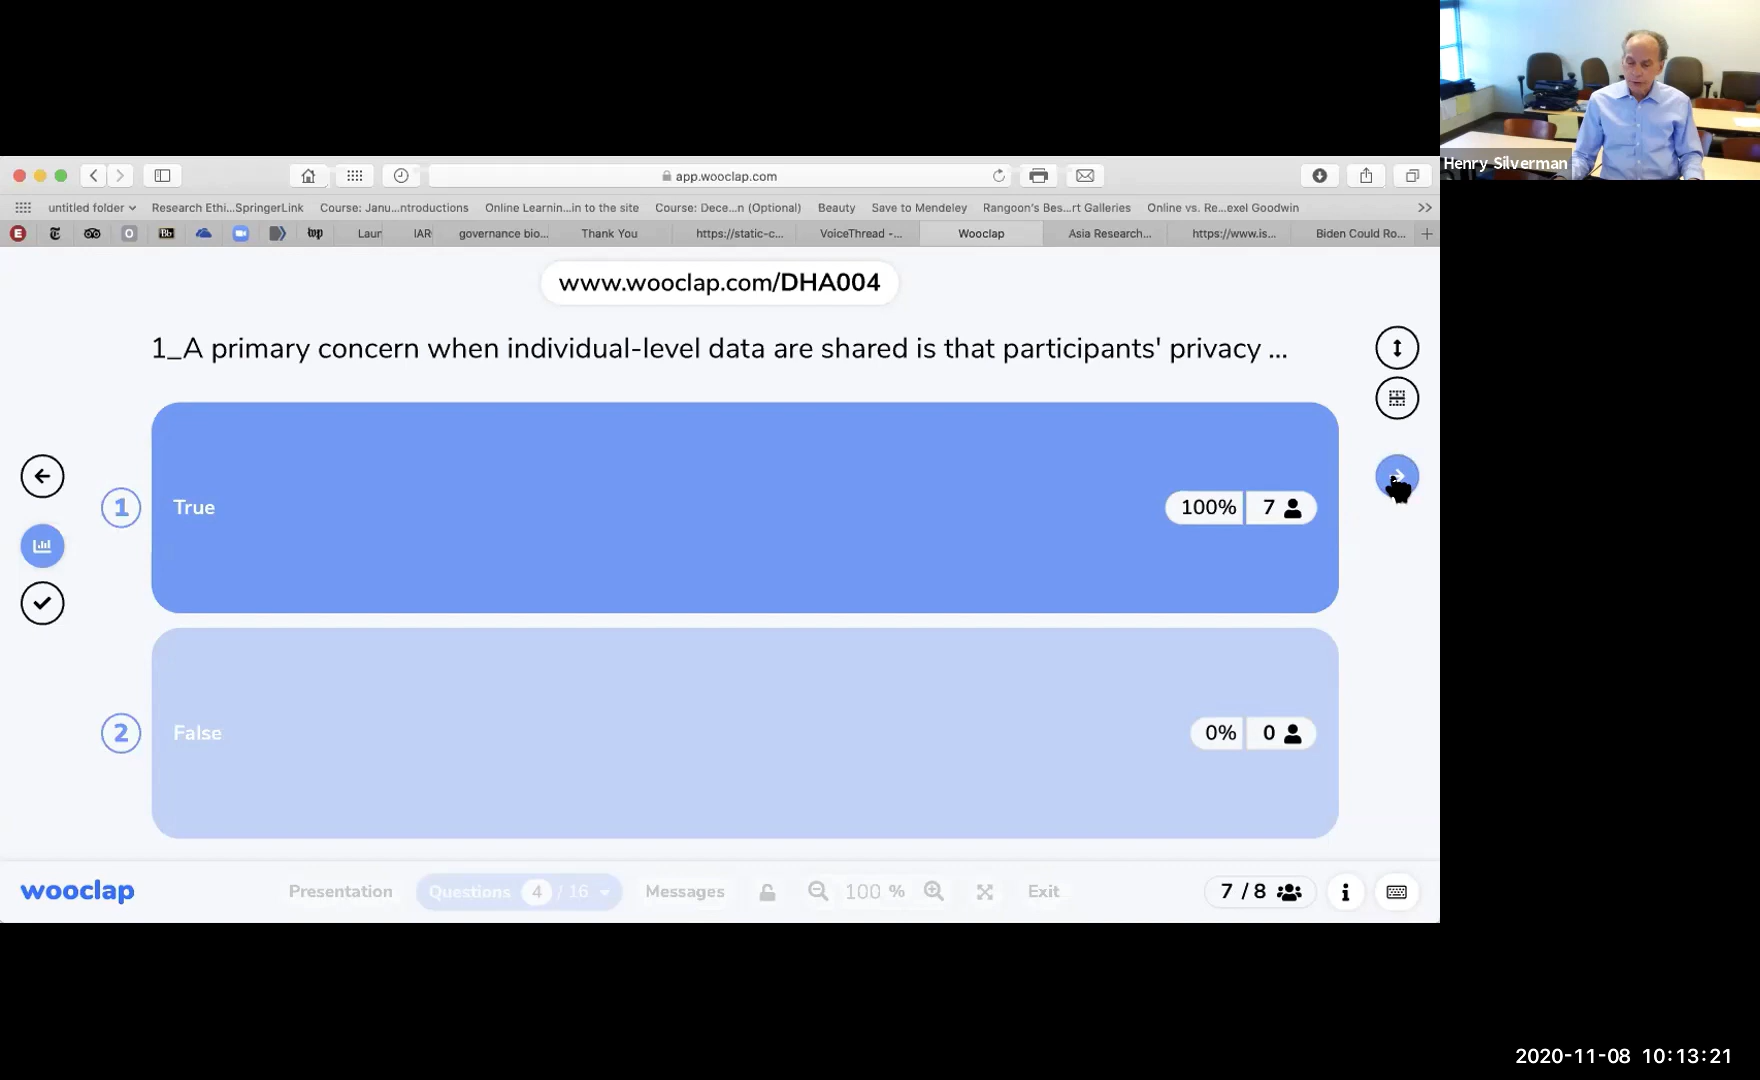 Henry Silverman
app.wooclap.com
untitled folder Research Ethi...SpringerLink Course: Janu...ntroductions Online Learnin...in to the site Course: Dece...n (Optional) Beauty Save to Mendeley Rangoon's Bes...rt Galleries Online vs. Re...exel Goodwin >>
E O Bb wp Laur IAR governance bio... Thank You https://static-c... VoiceThread -... Wooclap Asia Research... https://www.is... Biden Could Ro... +
www.wooclap.com/DHA004
1_A primary concern when individual-level data are shared is that participants' privacy ...
1 True 100% 7
2 False 0% 0
wooclap Presentation Questions 4 / 16 Messages 100 % Exit 7 / 8 i
2020-11-08 10:13:21